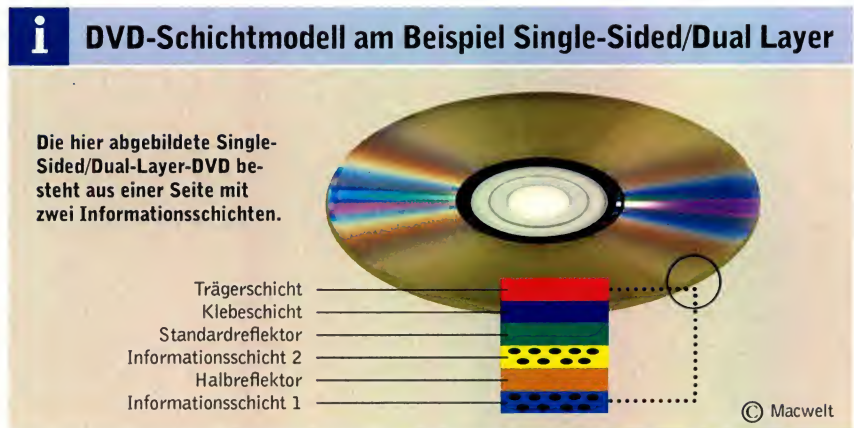 i DVD-Schichtmodell am Beispiel Single-Sided/Dual Layer
Die hier abgebildete Single-
Sided/Dual-Layer-DVD be-
steht aus einer Seite mit
zwei Informationsschichten.
Trägerschicht
Klebeschicht
Standardreflektor
Informationsschicht 2
Halbreflektor
Informationsschicht 1
© Macwelt